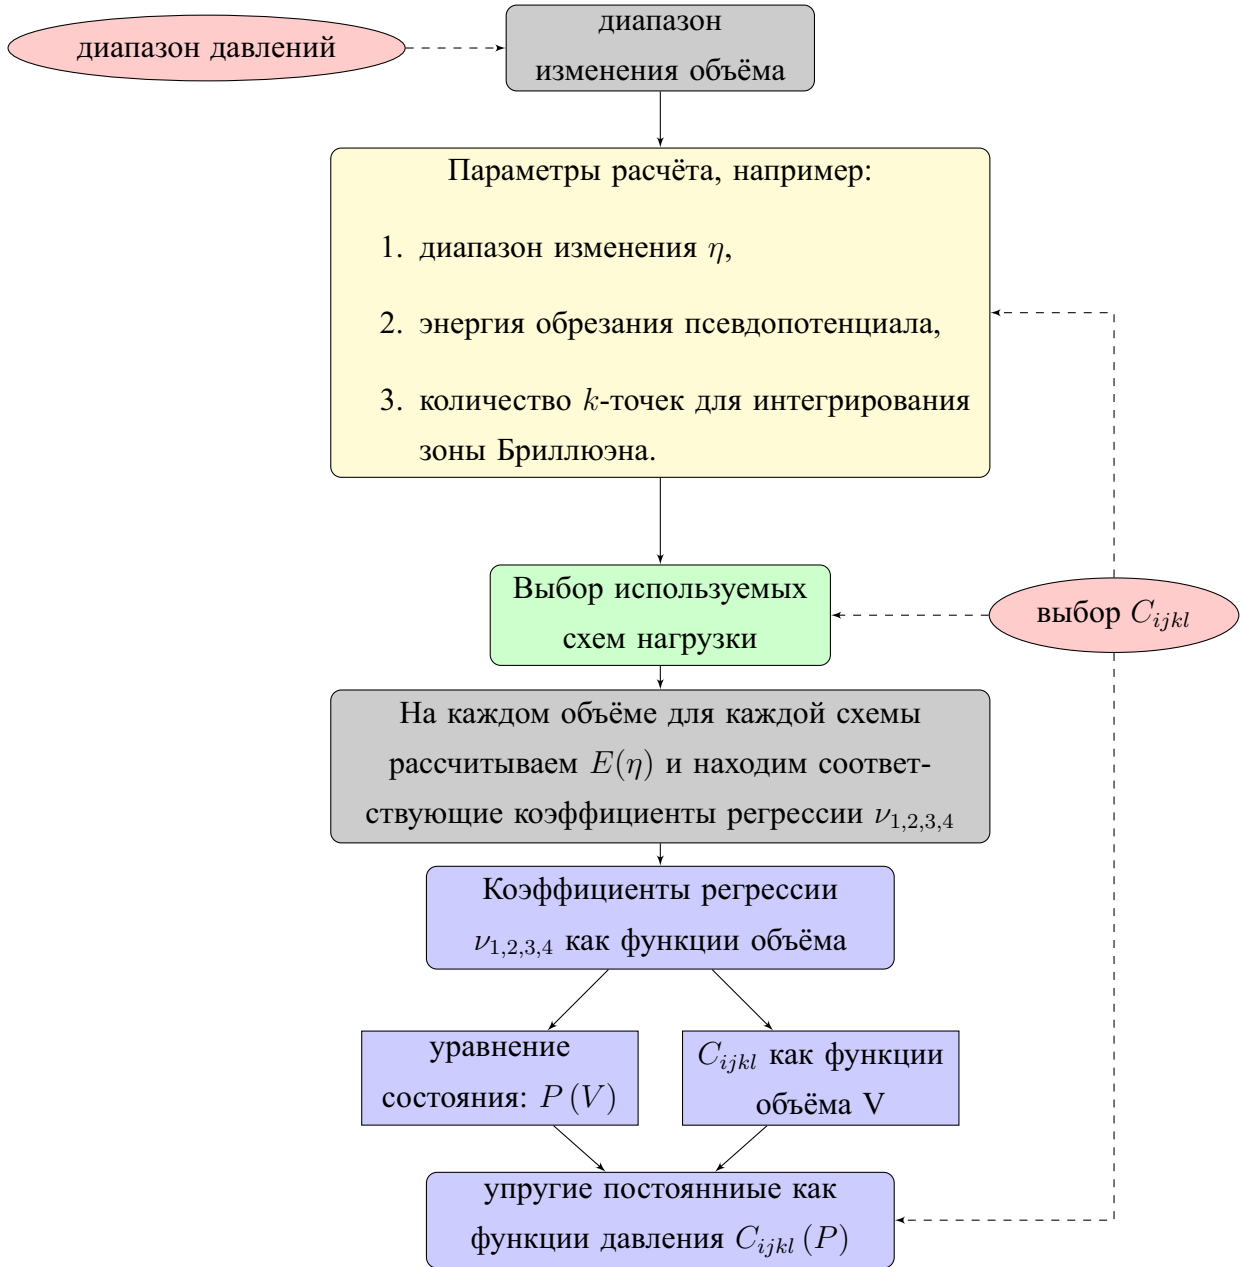 диапазон давлений
диапазон
изменения объёма
Параметры расчёта, например:
1. диапазон изменения η,
2. энергия обрезания псевдопотенциала,
3. количество k-точек для интегрирования
зоны Бриллюэна.
Выбор используемых
схем нагрузки
выбор C_{ijkl}
На каждом объёме для каждой схемы
рассчитываем E(η) и находим соответ-
ствующие коэффициенты регрессии ν_{1,2,3,4}
Коэффициенты регрессии
ν_{1,2,3,4} как функции объёма
уравнение
состояния: P (V)
C_{ijkl} как функции
объёма V
упругие постоянниые как
функции давления C_{ijkl} (P)